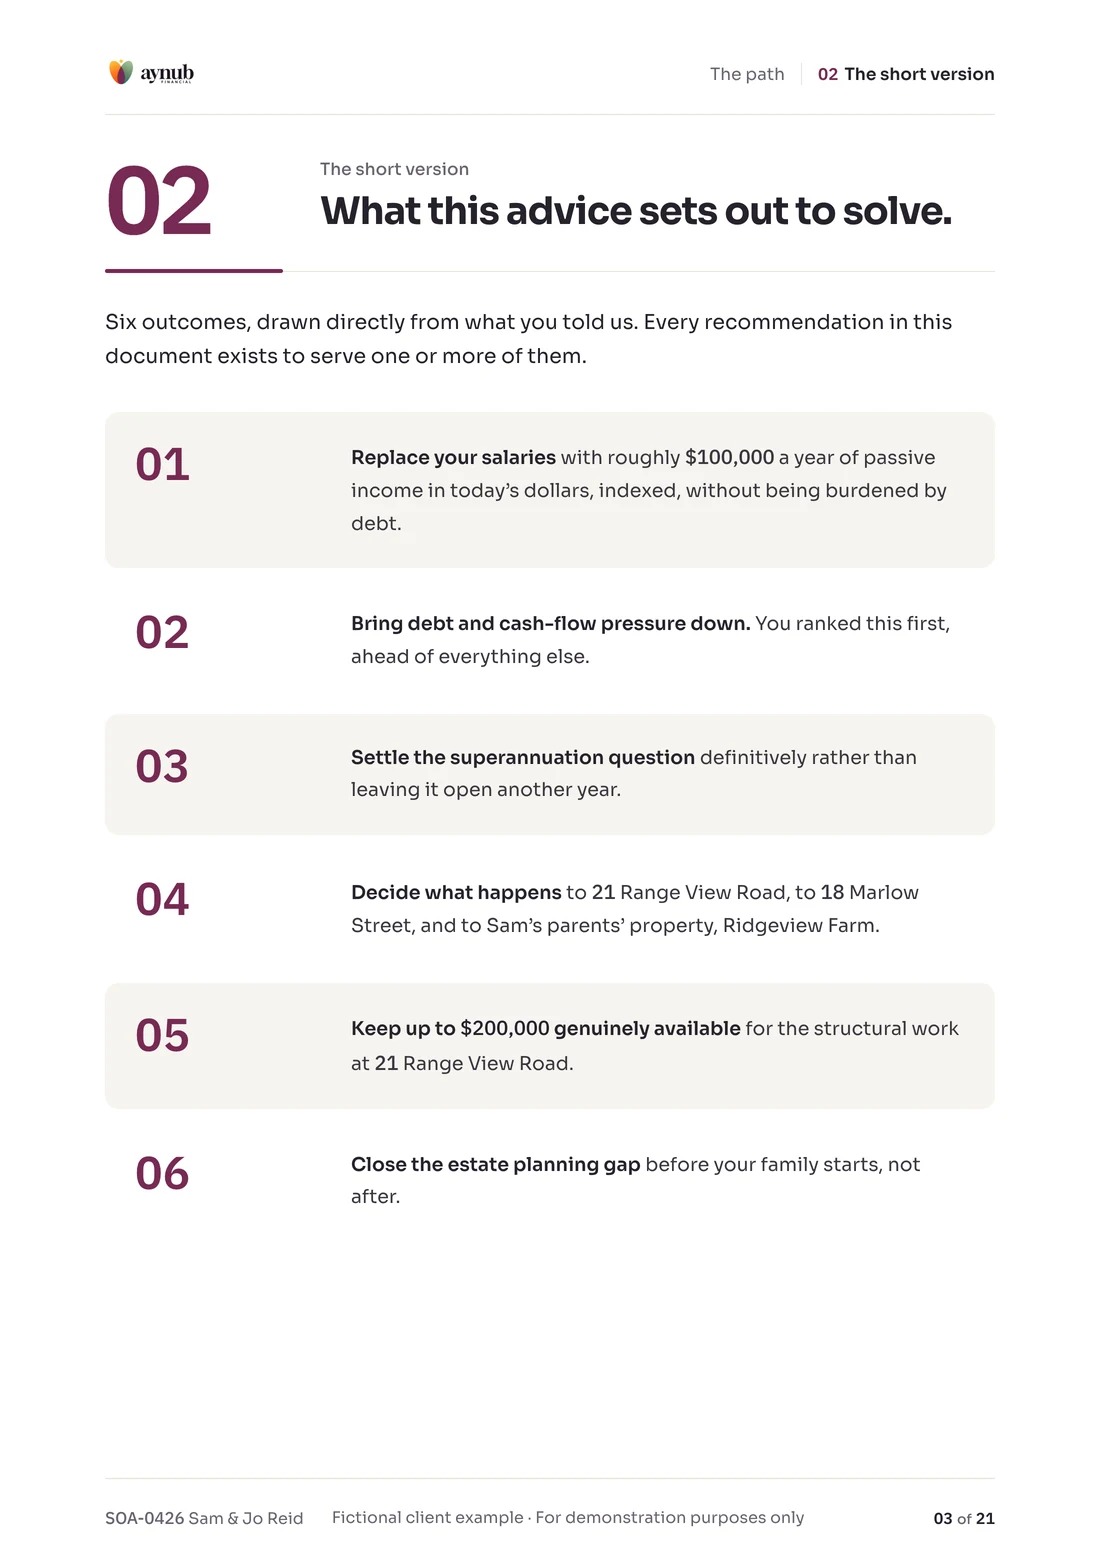 aynub
FINANCIAL
The path
02 The short version
02
The short version
What this advice sets out to solve.
Six outcomes, drawn directly from what you told us. Every recommendation in this
document exists to serve one or more of them.
01
Replace your salaries with roughly $100,000 a year of passive
income in today’s dollars, indexed, without being burdened by
debt.
02
Bring debt and cash-flow pressure down. You ranked this first,
ahead of everything else.
03
Settle the superannuation question definitively rather than
leaving it open another year.
04
Decide what happens to 21 Range View Road, to 18 Marlow
Street, and to Sam’s parents’ property, Ridgeview Farm.
05
Keep up to $200,000 genuinely available for the structural work
at 21 Range View Road.
06
Close the estate planning gap before your family starts, not
after.
SOA-0426 Sam & Jo Reid
Fictional client example · For demonstration purposes only
03 of 21